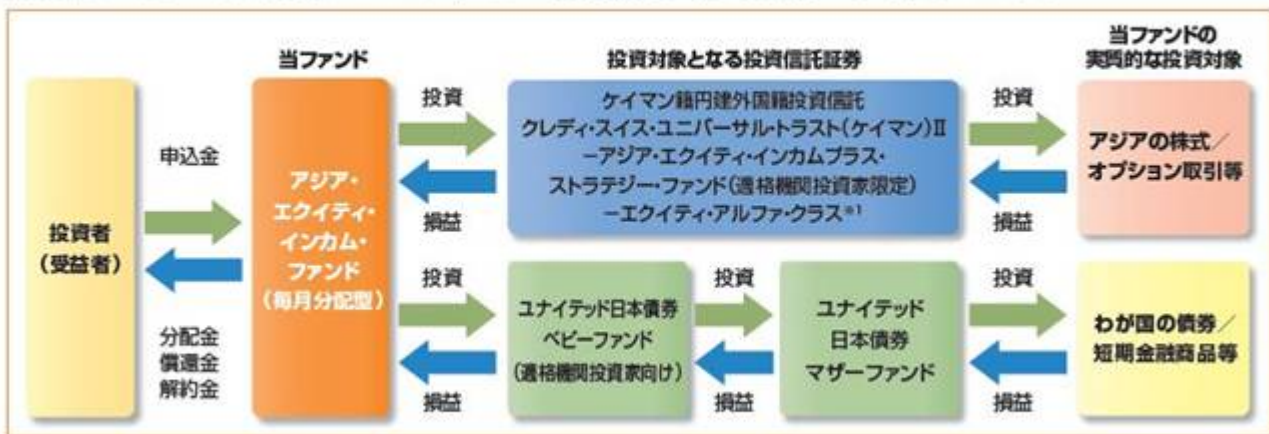 当ファンド
投資対象となる投資信託証券
当ファンドの
実質的な投資対象
投資者
(受益者)
申込金
分配金
償還金
解約金
アジア・
エクイティ・
インカム・
ファンド
(毎月分配型)
投資
損益
ケイマン籍円建外国籍投資信託
クレディ・スイス・ユニバーサル・トラスト(ケイマン)Ⅱ
ーアジア・エクイティ・インカムプラス・
ストラテジー・ファンド(適格機関投資家限定)
ーエクイティ・アルファ・クラス※1
投資
損益
アジアの株式/
オプション取引等
投資
損益
ユナイテッド日本債券
ベビーファンド
(適格機関投資家向け)
投資
損益
ユナイテッド
日本債券
マザーファンド
投資
損益
わが国の債券/
短期金融商品等